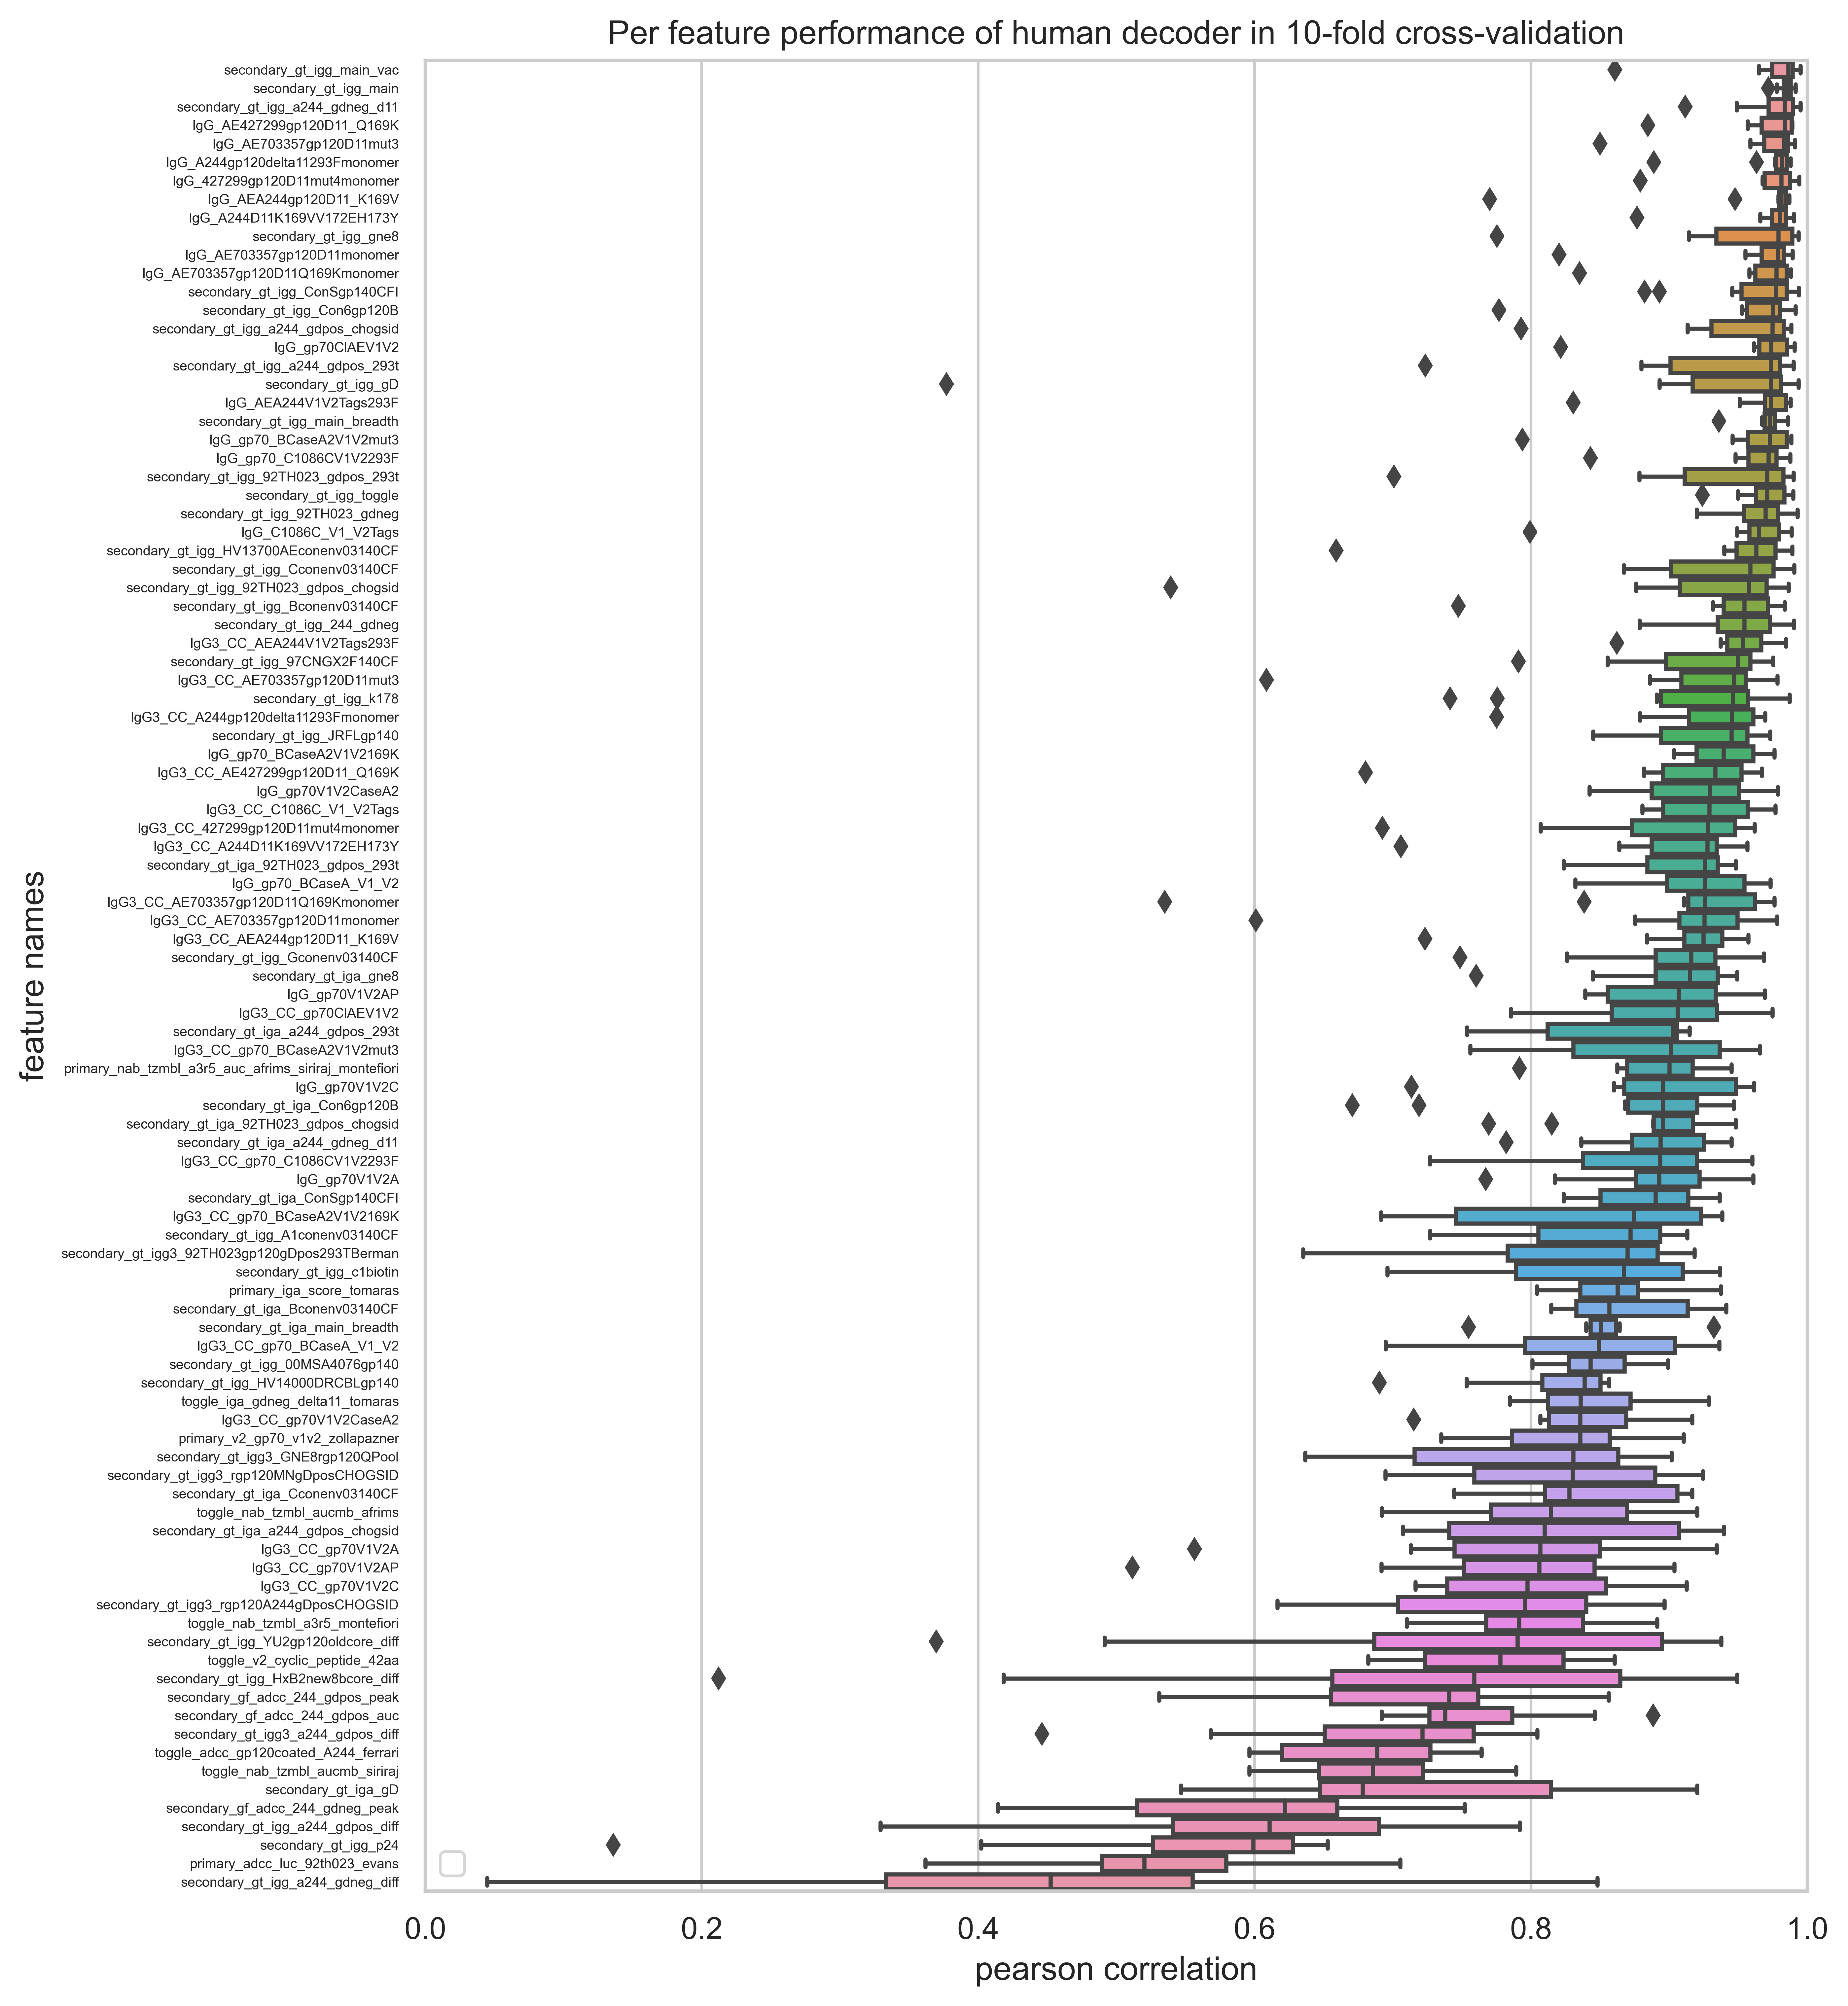 Per feature performance of human decoder in 10-fold cross-validation
secondary_gt_igg_main_vac
secondary_gt_igg_main
secondary_gt_igg_a244_gdneg_d11
IgG_AE427299gp120D11_Q169K
IgG_AE703357gp120D11mut3
IgG_A244gp120delta11293Fmonomer
IgG_427299gp120D11mut4monomer
IgG_AEA244gp120D11_K169V
IgG_A244D11K169VV172EH173Y
secondary_gt_igg_gne8
IgG_AE703357gp120D11monomer
IgG_AE703357gp120D11Q169Kmonomer
secondary_gt_igg_ConSgp140CFI
secondary_gt_igg_Con6gp120B
secondary_gt_igg_a244_gdpos_chogsid
IgG_gp70ClAEV1V2
secondary_gt_igg_a244_gdpos_293t
secondary_gt_igg_gD
IgG_AEA244V1V2Tags293F
secondary_gt_igg_main_breadth
IgG_gp70_BCaseA2V1V2mut3
IgG_gp70_C1086CV1V2293F
secondary_gt_igg_92TH023_gdpos_293t
secondary_gt_igg_toggle
secondary_gt_igg_92TH023_gdneg
IgG_C1086C_V1_V2Tags
secondary_gt_igg_HV13700AEconenv03140CF
secondary_gt_igg_Cconenv03140CF
secondary_gt_igg_92TH023_gdpos_chogsid
secondary_gt_igg_Bconenv03140CF
secondary_gt_igg_244_gdneg
IgG3_CC_AEA244V1V2Tags293F
secondary_gt_igg_97CNGX2F140CF
IgG3_CC_AE703357gp120D11mut3
secondary_gt_igg_k178
IgG3_CC_A244gp120delta11293Fmonomer
secondary_gt_igg_JRFLgp140
IgG_gp70_BCaseA2V1V2169K
IgG3_CC_AE427299gp120D11_Q169K
IgG_gp70V1V2CaseA2
IgG3_CC_C1086C_V1_V2Tags
IgG3_CC_427299gp120D11mut4monomer
IgG3_CC_A244D11K169VV172EH173Y
secondary_gt_iga_92TH023_gdpos_293t
IgG_gp70_BCaseA_V1_V2
IgG3_CC_AE703357gp120D11Q169Kmonomer
IgG3_CC_AE703357gp120D11monomer
IgG3_CC_AEA244gp120D11_K169V
secondary_gt_igg_Gconenv03140CF
secondary_gt_iga_gne8
IgG_gp70V1V2AP
IgG3_CC_gp70ClAEV1V2
secondary_gt_iga_a244_gdpos_293t
IgG3_CC_gp70_BCaseA2V1V2mut3
primary_nab_tzmbl_a3r5_auc_afrims_siriraj_montefiori
IgG_gp70V1V2C
secondary_gt_iga_Con6gp120B
secondary_gt_iga_92TH023_gdpos_chogsid
secondary_gt_iga_a244_gdneg_d11
IgG3_CC_gp70_C1086CV1V2293F
IgG_gp70V1V2A
secondary_gt_iga_ConSgp140CFI
IgG3_CC_gp70_BCaseA2V1V2169K
secondary_gt_igg_A1conenv03140CF
secondary_gt_igg3_92TH023gp120gDpos293TBerman
secondary_gt_igg_c1biotin
primary_iga_score_tomaras
secondary_gt_iga_Bconenv03140CF
secondary_gt_iga_main_breadth
IgG3_CC_gp70_BCaseA_V1_V2
secondary_gt_igg_00MSA4076gp140
secondary_gt_igg_HV14000DRCBLgp140
toggle_iga_gdneg_delta11_tomaras
IgG3_CC_gp70V1V2CaseA2
primary_v2_gp70_v1v2_zollapazner
secondary_gt_igg3_GNE8rgp120QPool
secondary_gt_igg3_rgp120MNgDposCHOGSID
secondary_gt_iga_Cconenv03140CF
toggle_nab_tzmbl_aucmb_afrims
secondary_gt_iga_a244_gdpos_chogsid
IgG3_CC_gp70V1V2A
IgG3_CC_gp70V1V2AP
IgG3_CC_gp70V1V2C
secondary_gt_igg3_rgp120A244gDposCHOGSID
toggle_nab_tzmbl_a3r5_montefiori
secondary_gt_igg_YU2gp120oldcore_diff
toggle_v2_cyclic_peptide_42aa
secondary_gt_igg_HxB2new8bcore_diff
secondary_gf_adcc_244_gdpos_peak
secondary_gf_adcc_244_gdpos_auc
secondary_gt_igg3_a244_gdpos_diff
toggle_adcc_gp120coated_A244_ferrari
toggle_nab_tzmbl_aucmb_siriraj
secondary_gt_iga_gD
secondary_gf_adcc_244_gdneg_peak
secondary_gt_igg_a244_gdpos_diff
secondary_gt_igg_p24
primary_adcc_luc_92th023_evans
secondary_gt_igg_a244_gdneg_diff
feature names
0.0 0.2 0.4 0.6 0.8 1.0
pearson correlation